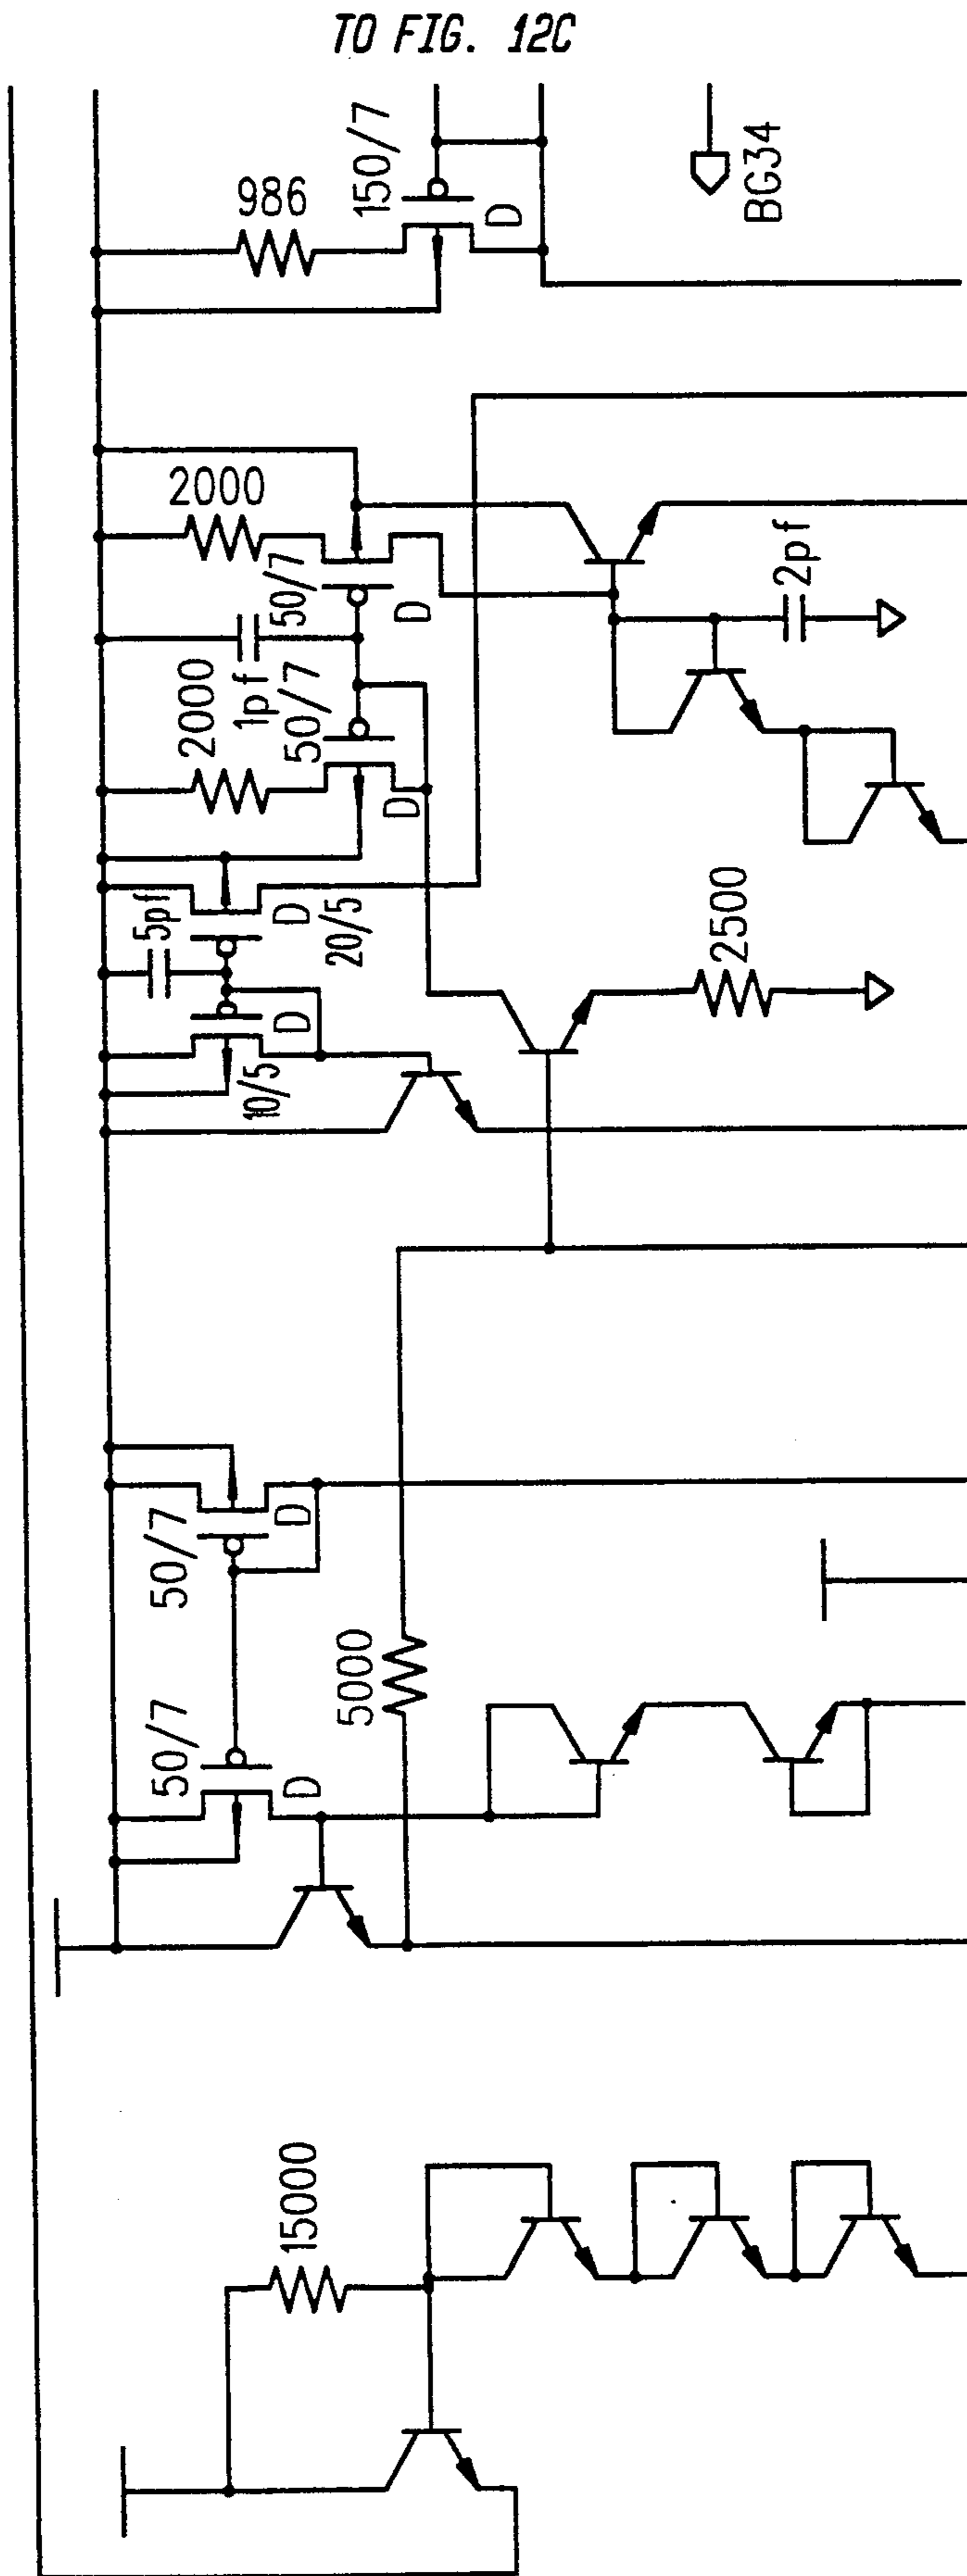 TO FIG. 12C
986
150/7
D
BG34
2000
50/7
D
2pf
1pf
2000
50/7
D
5pf
D
20/5
2500
D
10/5
50/7
D
5000
50/7
D
15000